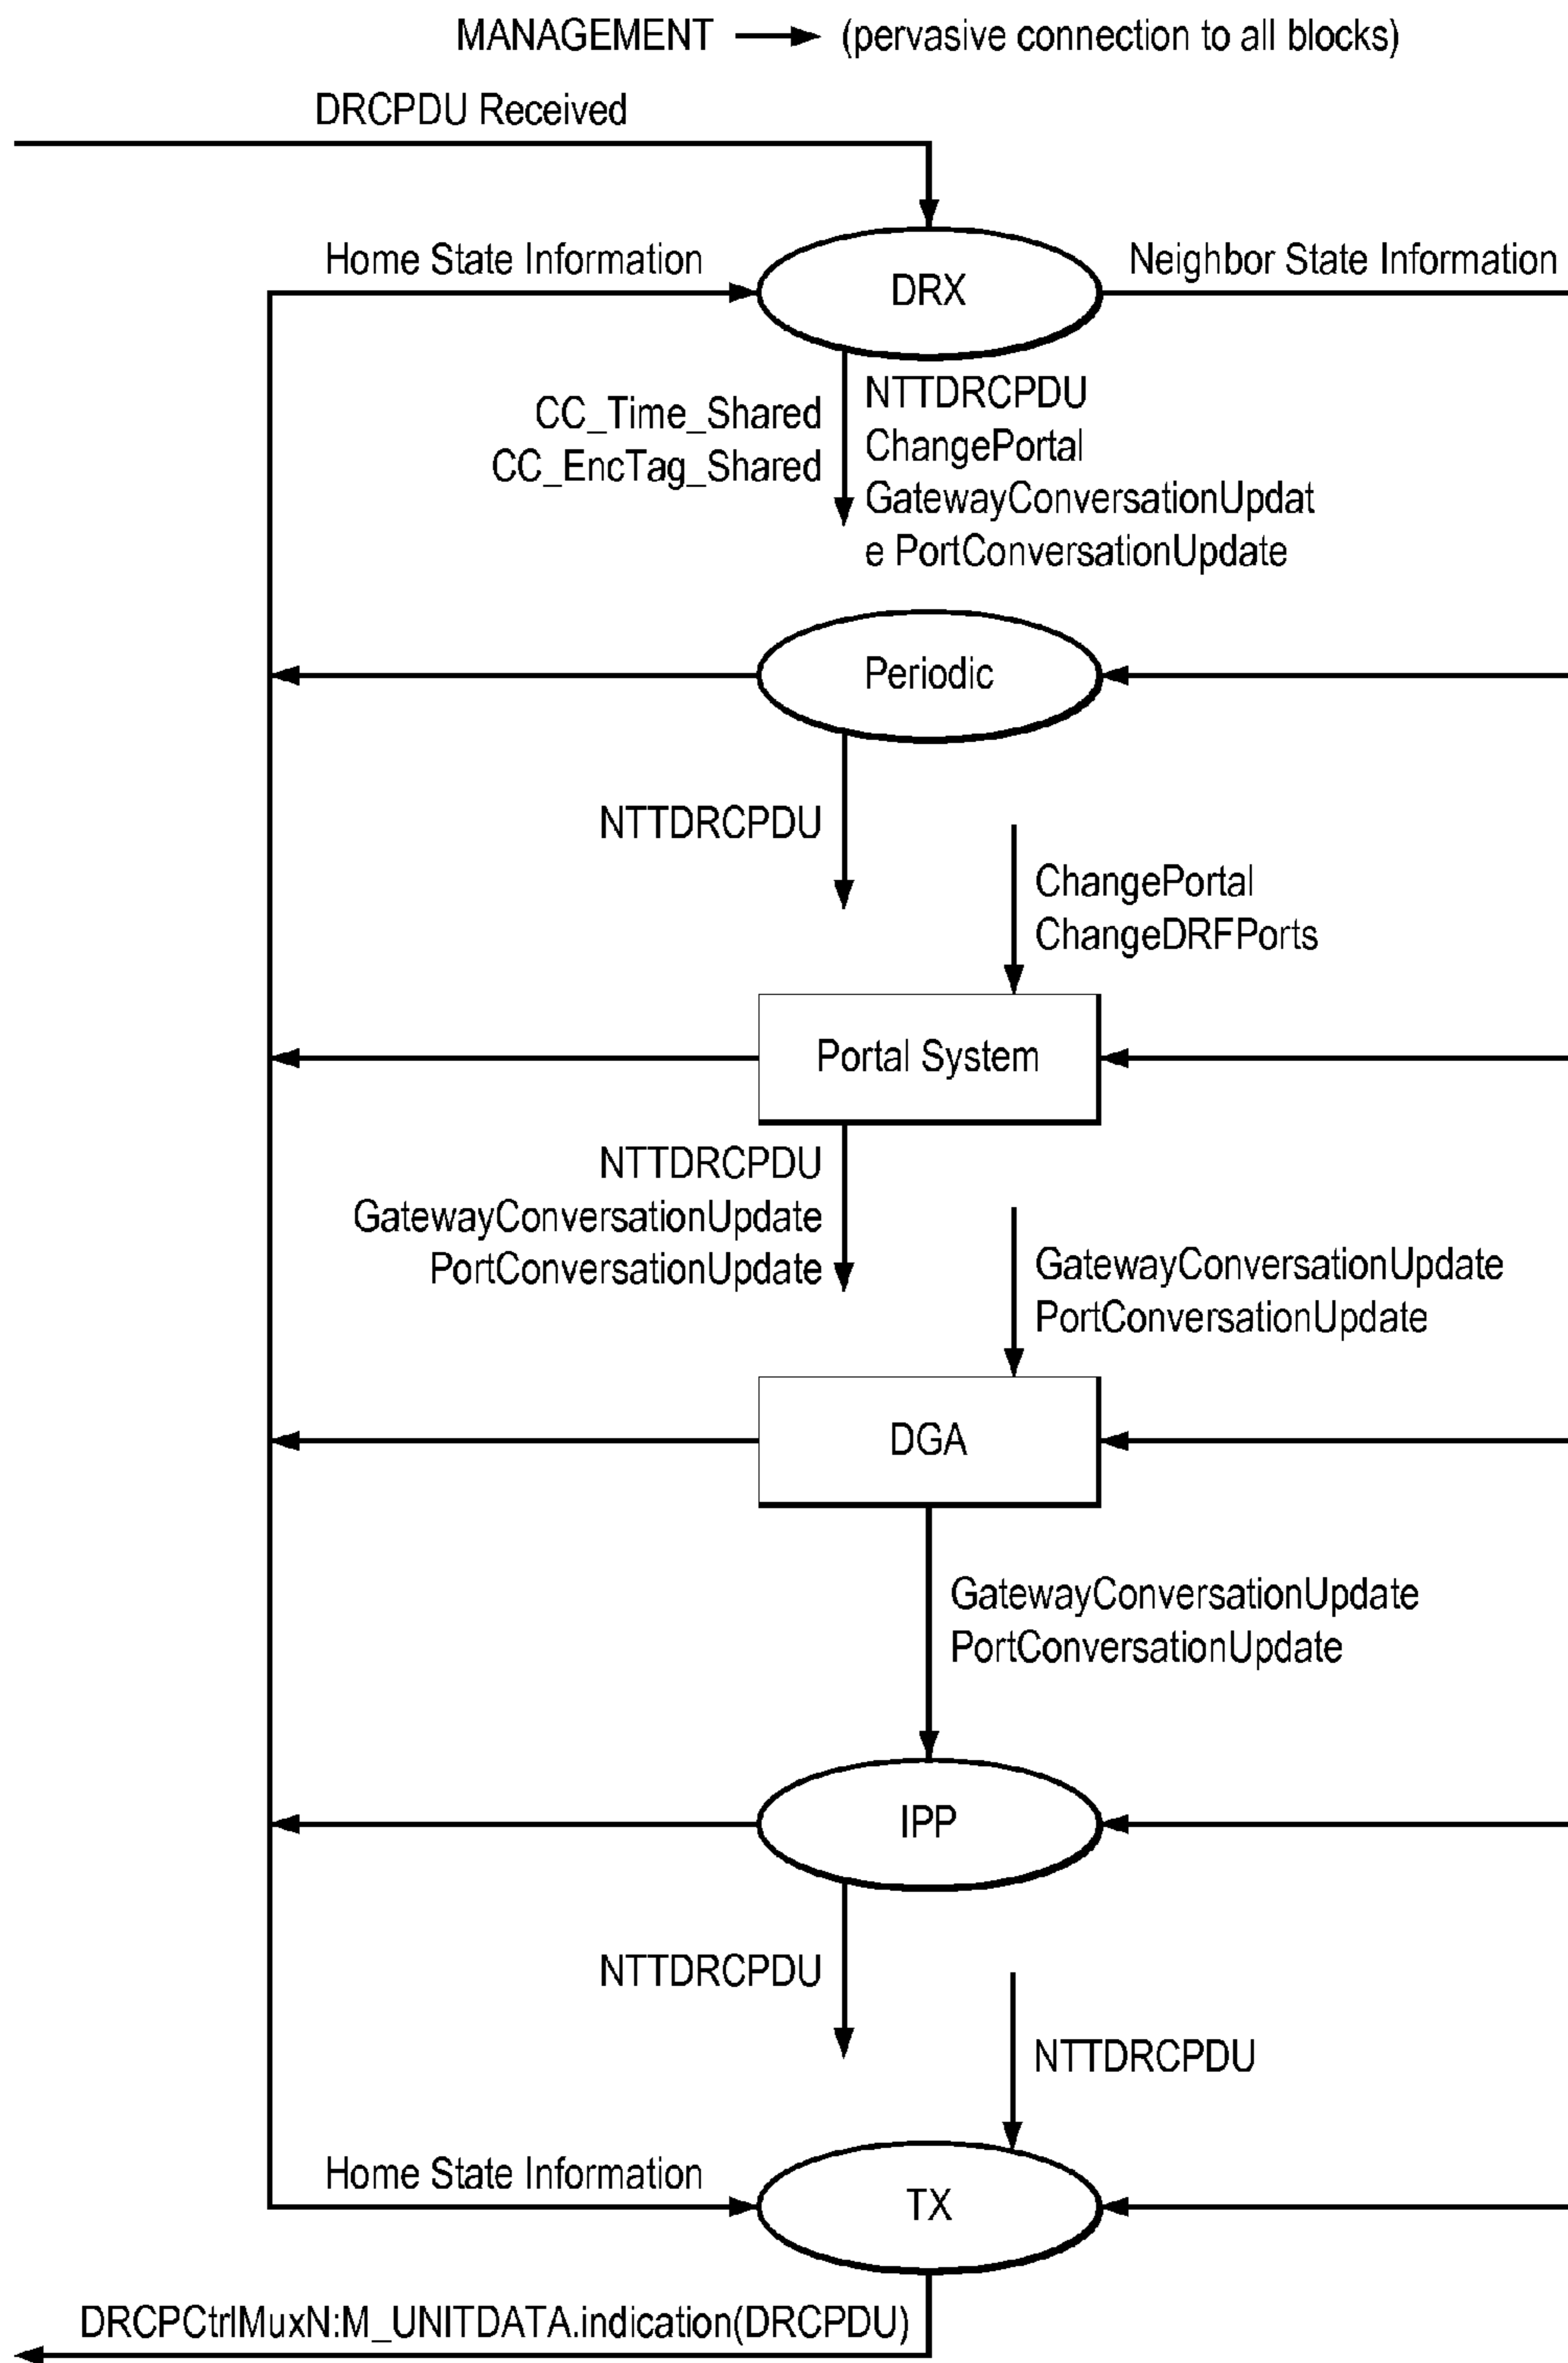 MANAGEMENT (pervasive connection to all blocks)
DRCPDU Received
Home State Information
DRX
Neighbor State Information
CC_Time_Shared
CC_EncTag_Shared
NTTDRCPDU
ChangePortal
GatewayConversationUpdat
e PortConversationUpdate
Periodic
NTTDRCPDU
ChangePortal
ChangeDRFPorts
Portal System
NTTDRCPDU
GatewayConversationUpdate
PortConversationUpdate
GatewayConversationUpdate
PortConversationUpdate
DGA
GatewayConversationUpdate
PortConversationUpdate
IPP
NTTDRCPDU
NTTDRCPDU
Home State Information
TX
DRCPCtrlMuxN:M_UNITDATA.indication(DRCPDU)